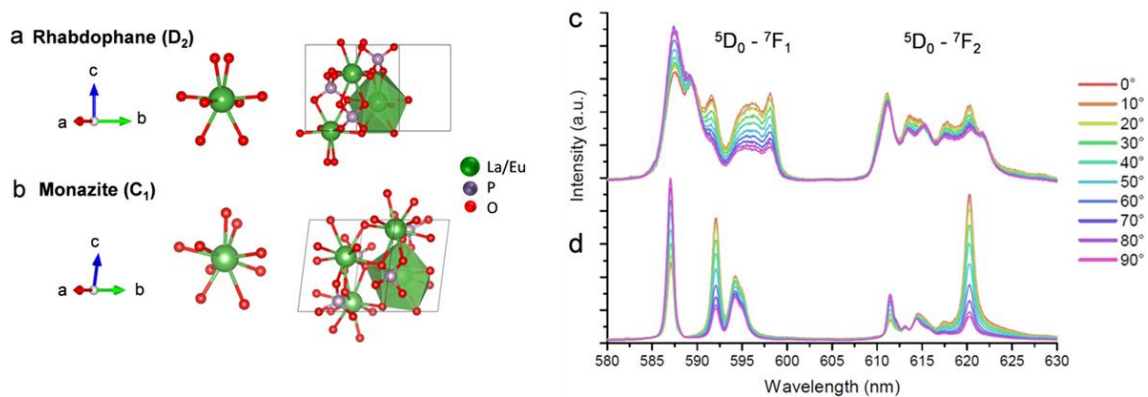 a Rhabdophane (D₂)
c
a
b
b Monazite (C₁)
c
a
b
La/Eu
P
O
c
⁵D₀ - ⁷F₁
⁵D₀ - ⁷F₂
d
Intensity (a.u.)
580 585 590 595 600 605 610 615 620 625 630
Wavelength (nm)
0°
10°
20°
30°
40°
50°
60°
70°
80°
90°